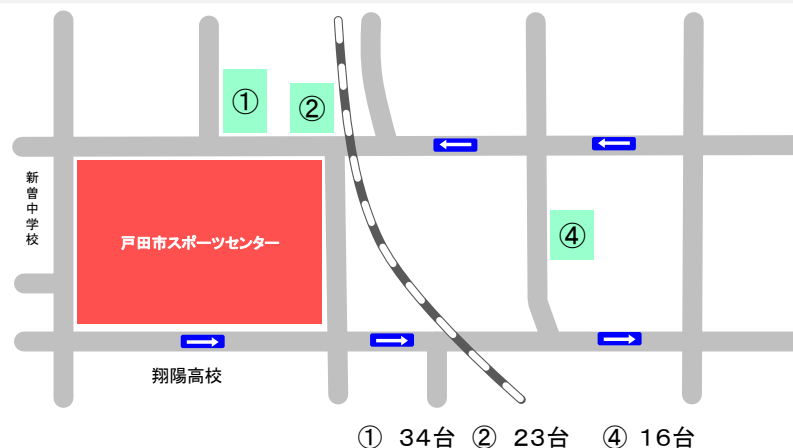 ①
②
新曽中学校
戸田市スポーツセンター
④
翔陽高校
① 34台 ② 23台 ④ 16台